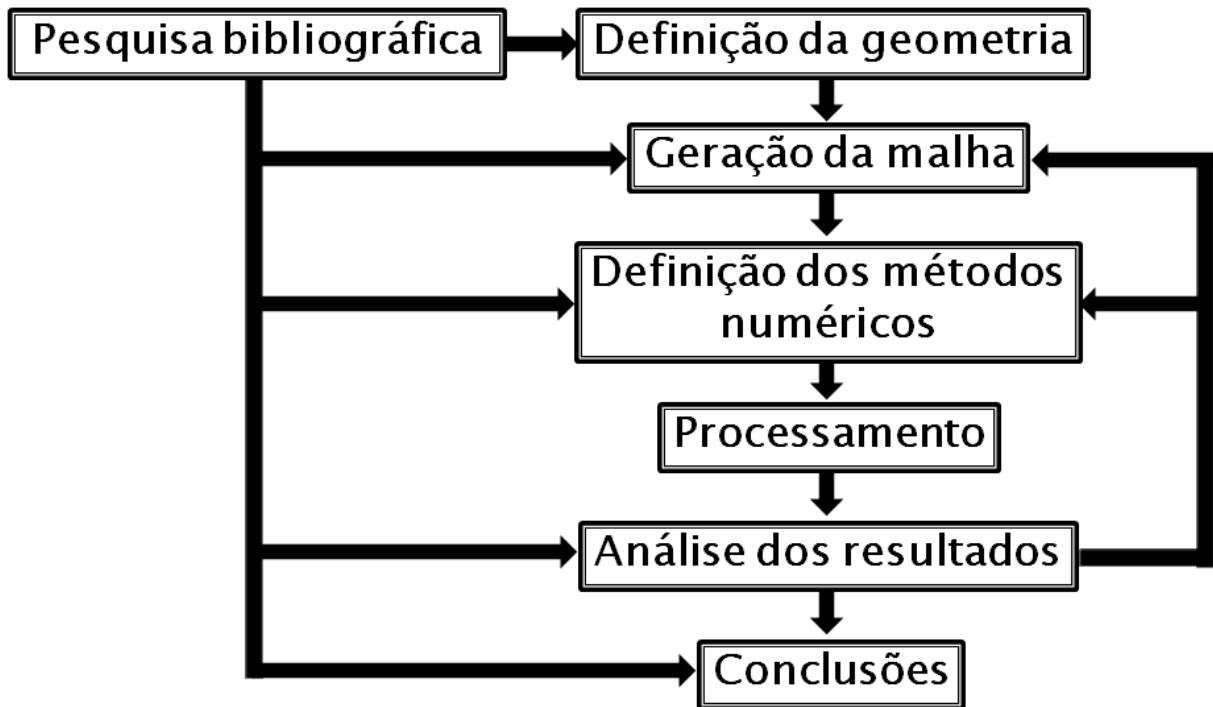 Pesquisa bibliográfica
Definição da geometria
Geração da malha
Definição dos métodos
numéricos
Processamento
Análise dos resultados
Conclusões